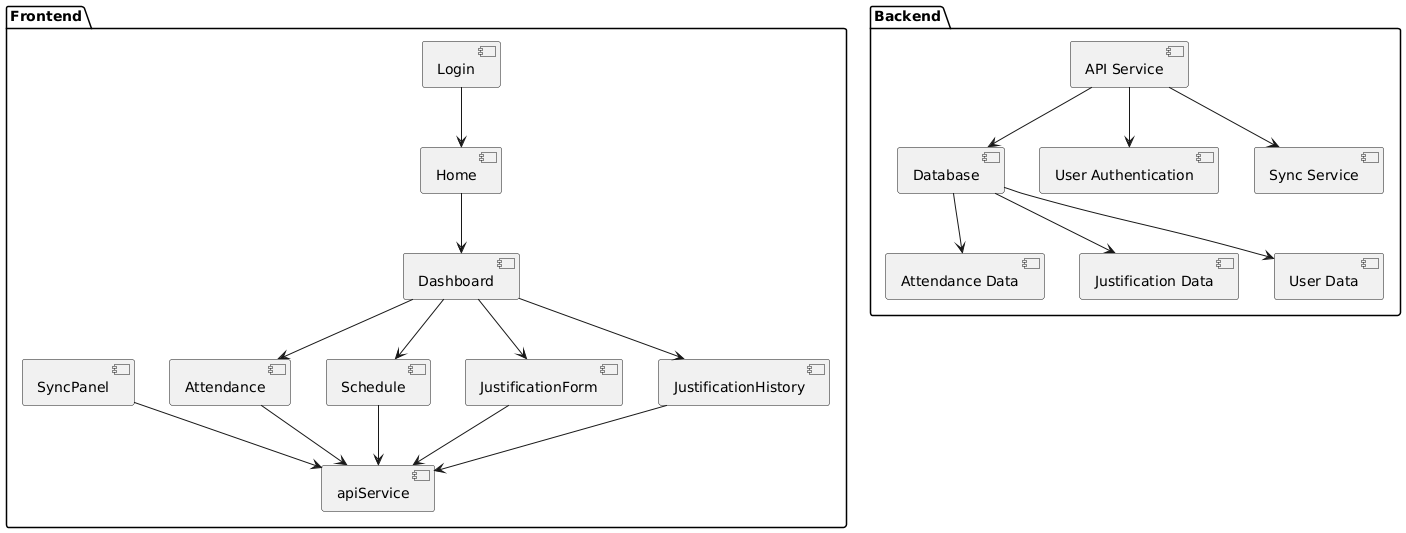 Frontend
Login
Home
Dashboard
SyncPanel
Attendance
Schedule
JustificationForm
JustificationHistory
apiService
Backend
API Service
Database
User Authentication
Sync Service
Attendance Data
Justification Data
User Data